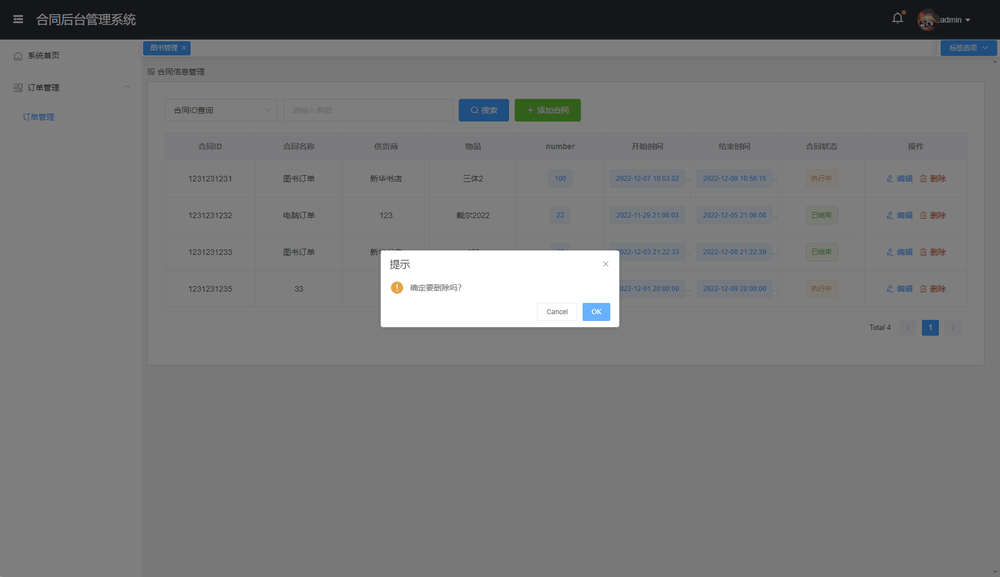 合同后台管理系统
admin
系统首页
订单管理
订单管理
图书管理
标签选项
合同信息管理
合同ID查询
请输入参数
搜索
添加合同
合同ID 合同名称 供货商 物品 number 开始时间 结束时间 合同状态 操作
1231231231 图书订单 新华书店 三体2 100 2022-12-07 10:03:02 .. 2022-12-09 10:56:15 .. 执行中 编辑 删除
1231231232 电脑订单 123 戴尔2022 22 2022-11-29 21:06:03 2022-12-05 21:06:08 .. 已结束 编辑 删除
1231231233 图书订单 2022-12-03 21:22:33 .. 2022-12-08 21:22:39 .. 已结束 编辑 删除
1231231235 33 022-12-01 20:00:00 .. 2022-12-09 20:00:00 .. 执行中 编辑 删除
提示
确定要删除吗?
Cancel
OK
Total 4
1